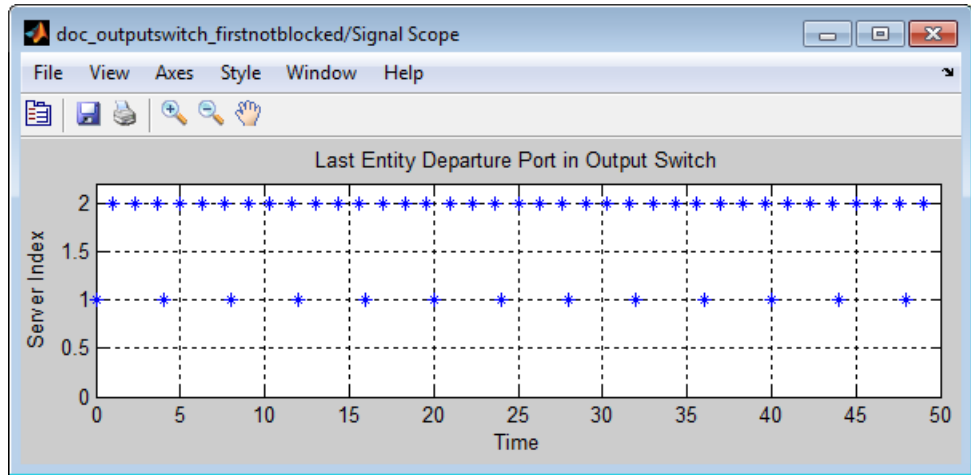 doc_outputswitch_firstnotblocked/Signal Scope
File View Axes Style Window Help
Last Entity Departure Port in Output Switch
Server Index
2
1.5
1
0.5
0
0 5 10 15 20 25 30 35 40 45 50
Time